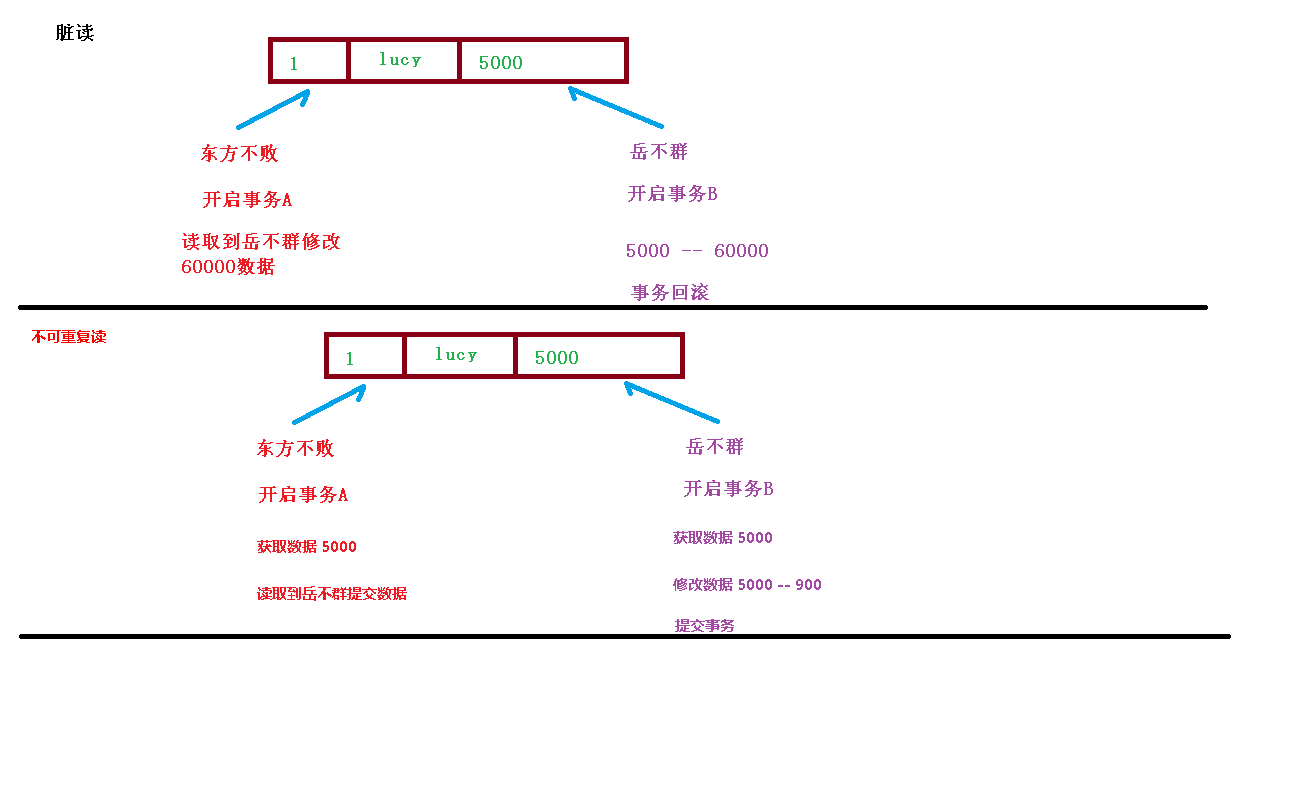 脏读
1 lucy 5000
东方不败
岳不群
开启事务A
开启事务B
读取到岳不群修改
60000数据
5000 -- 60000
事务回滚
不可重复读
1 lucy 5000
东方不败
岳不群
开启事务A
开启事务B
获取数据 5000
获取数据 5000
读取到岳不群提交数据
修改数据 5000 -- 900
提交事务